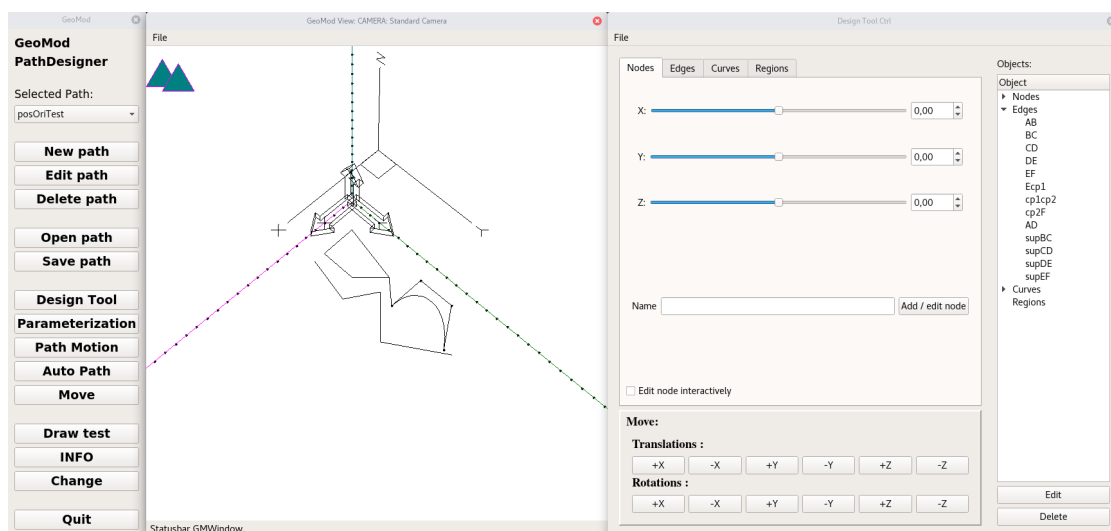 GeoMod
GeoMod
PathDesigner
Selected Path:
posOriTest
New path
Edit path
Delete path
Open path
Save path
Design Tool
Parameterization
Path Motion
Auto Path
Move
Draw test
INFO
Change
Quit
GeoMod View: CAMERA: Standard Camera
File
Z
Y
Statusbar GMWindow
Design Tool Ctrl
File
Nodes Edges Curves Regions
X: 0,00
Y: 0,00
Z: 0,00
Name Add / edit node
Edit node interactively
Move:
Translations :
+X -X +Y -Y +Z -Z
Rotations :
+X -X +Y -Y +Z -Z
Objects:
Object
Nodes
Edges
AB
BC
CD
DE
EF
Ecp1
cp1cp2
cp2F
AD
supBC
supCD
supDE
supEF
Curves
Regions
Edit
Delete